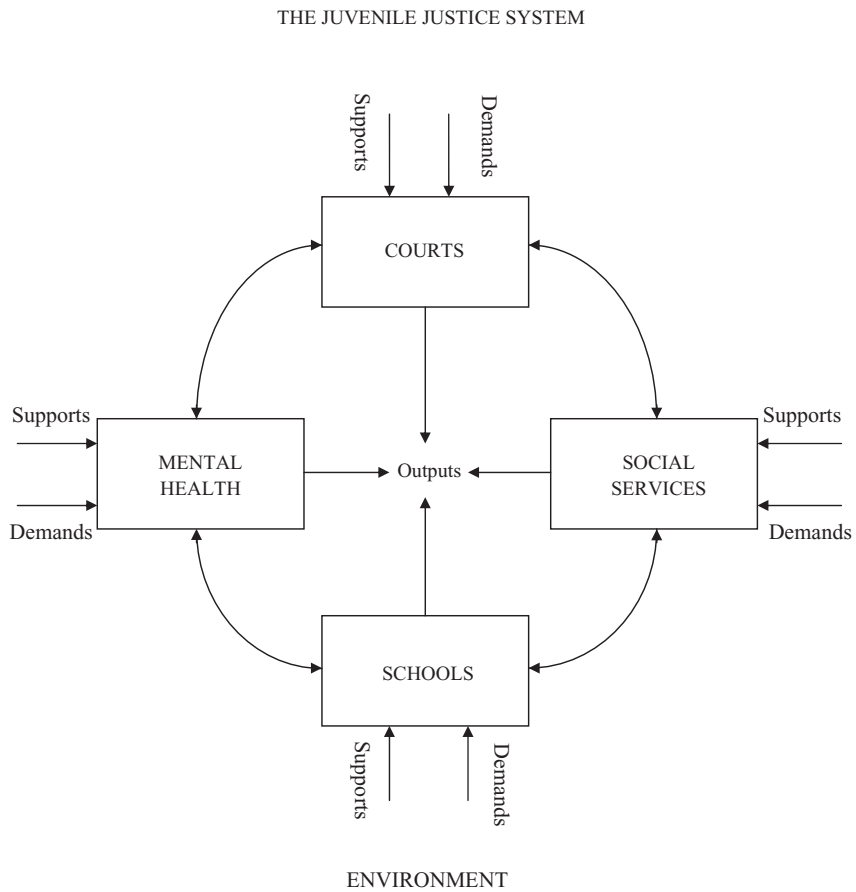 THE JUVENILE JUSTICE SYSTEM
Supports
Demands
COURTS
Supports
Demands
MENTAL
HEALTH
Outputs
SOCIAL
SERVICES
Supports
Demands
SCHOOLS
Supports
Demands
ENVIRONMENT